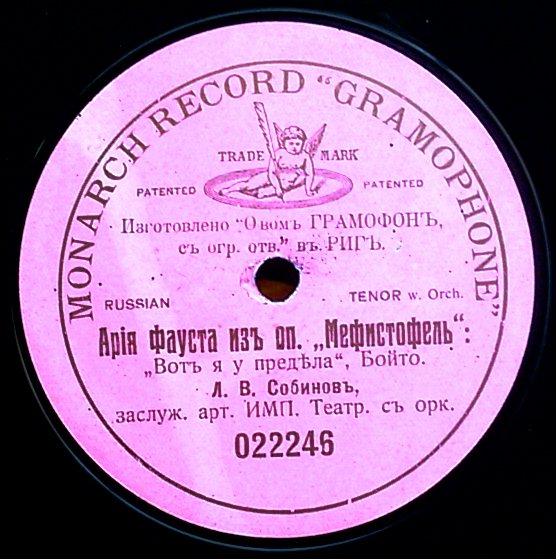 MONARCH RECORD "GRAMOPHONE"
TRADE MARK
PATENTED PATENTED
Изготовлено "О вомъ ГРАМОФОНЪ,
съ огр. отв." въ РИГѢ.
RUSSIAN TENOR w. Orch.
Арія Фауста изъ оп. „Мефистофель“:
„Вотъ я у предѣла“, Бойто.
Л. В. Собиновъ,
заслуж. арт. ИМП. Театр. съ орк.
022246